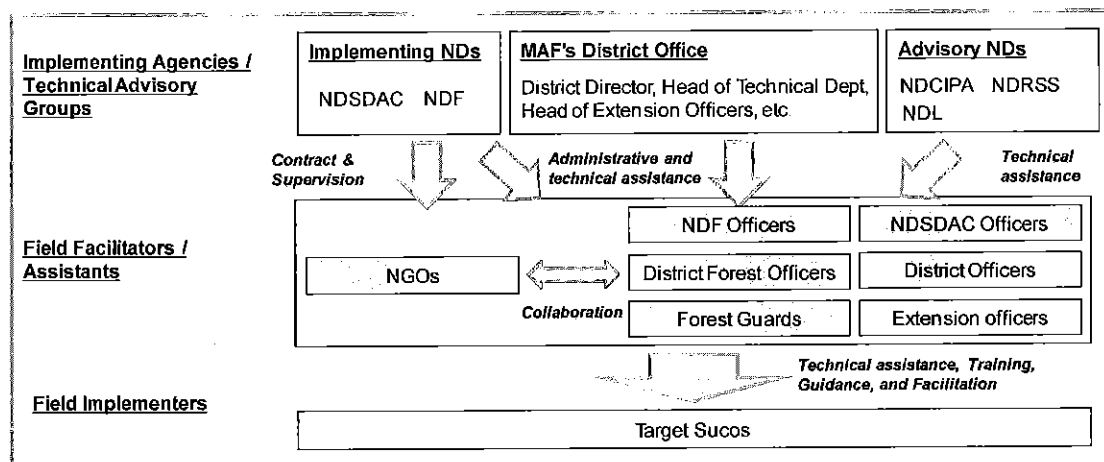 Implementing Agencies /
Technical Advisory
Groups
Implementing NDs
NDSDAC NDF
MAF's District Office
District Director, Head of Technical Dept,
Head of Extension Officers, etc
Advisory NDs
NDCIPA NDRSS
NDL
Contract &
Supervision
Administrative and
technical assistance
Technical
assistance
Field Facilitators /
Assistants
NGOs
Collaboration
NDF Officers
NDSDAC Officers
District Forest Officers
District Officers
Forest Guards
Extension officers
Technical assistance, Training,
Guidance, and Facilitation
Field Implementers
Target Sucos